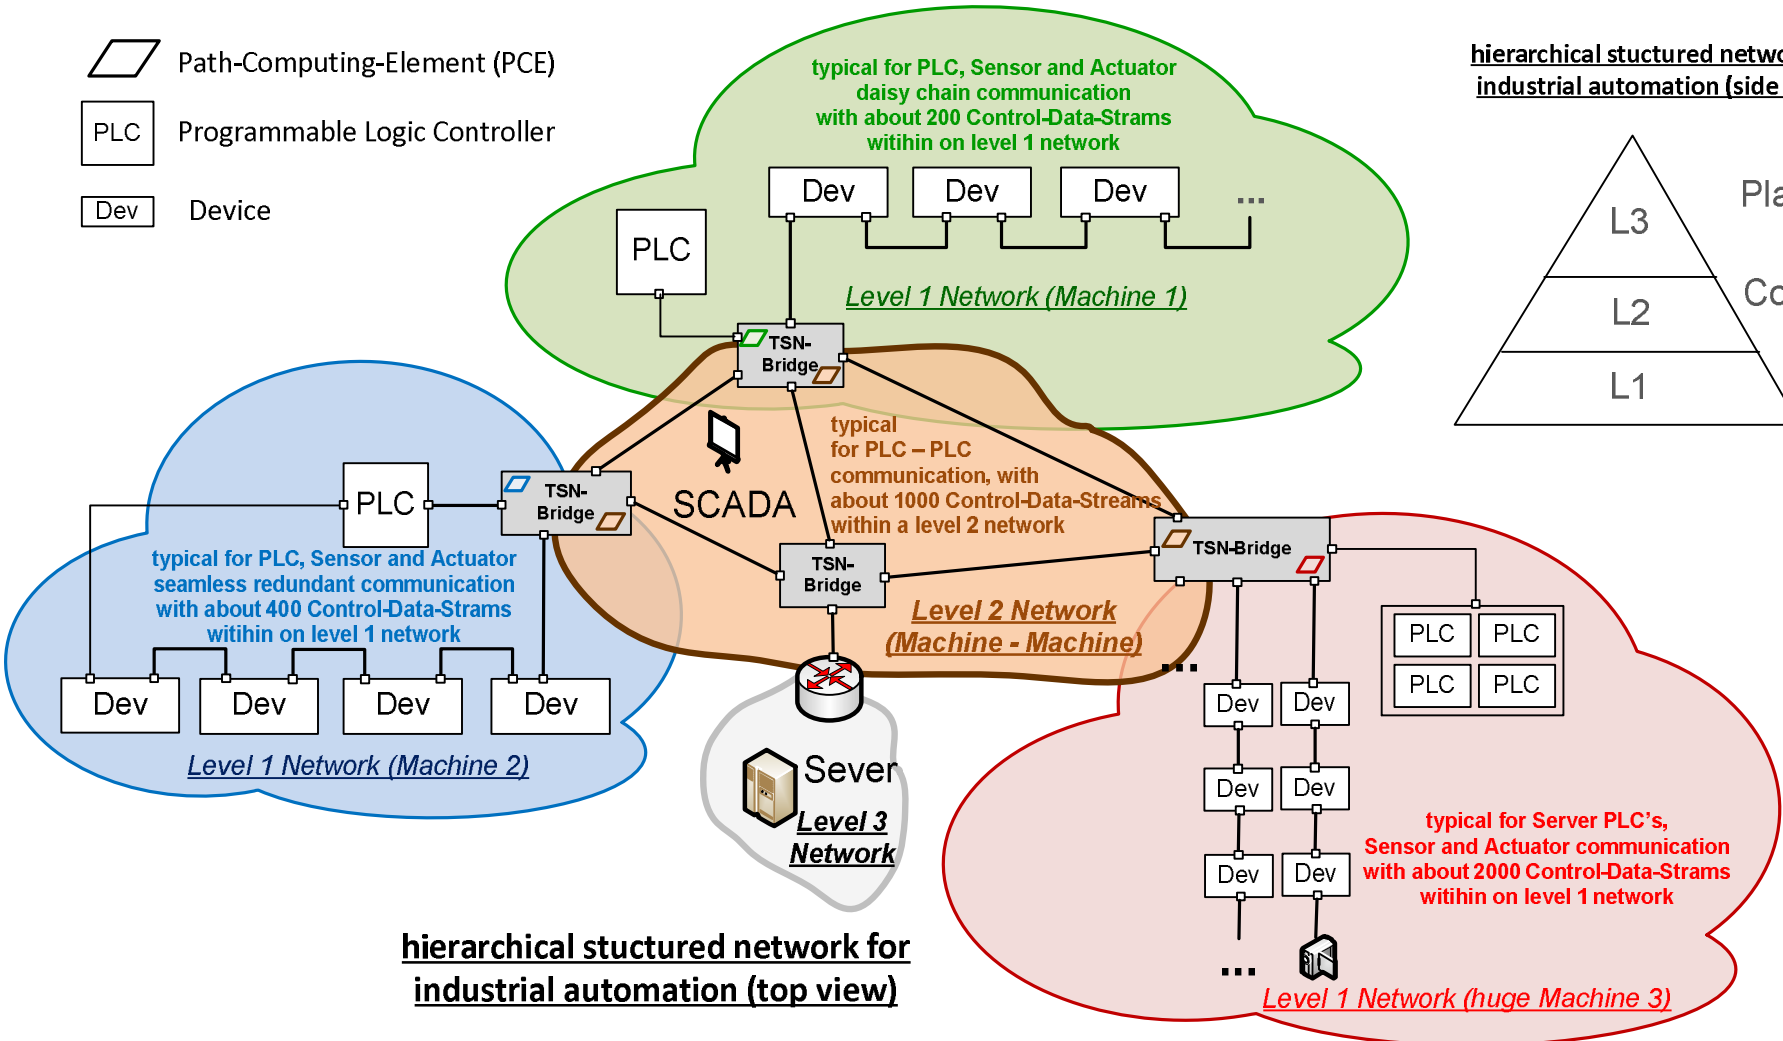 Path-Computing-Element (PCE)
PLC
Programmable Logic Controller
Dev
Device
typical for PLC, Sensor and Actuator
daisy chain communication
with about 200 Control-Data-Strams
witihin on level 1 network
Dev
Dev
Dev
...
PLC
Level 1 Network (Machine 1)
TSN-
Bridge
hierarchical stuctured netwo
industrial automation (side
L3
Pla
L2
Co
L1
typical
for PLC – PLC
communication, with
about 1000 Control-Data-Streams
within a level 2 network
SCADA
PLC
TSN-
Bridge
typical for PLC, Sensor and Actuator
seamless redundant communication
with about 400 Control-Data-Strams
witihin on level 1 network
Dev
Dev
Dev
Dev
Level 1 Network (Machine 2)
TSN-
Bridge
TSN-Bridge
Level 2 Network
(Machine - Machine)
...
PLC
PLC
PLC
PLC
Dev
Dev
Dev
Dev
Dev
Dev
...
Sever
Level 3
Network
typical for Server PLC's,
Sensor and Actuator communication
with about 2000 Control-Data-Strams
witihin on level 1 network
Level 1 Network (huge Machine 3)
hierarchical stuctured network for
industrial automation (top view)